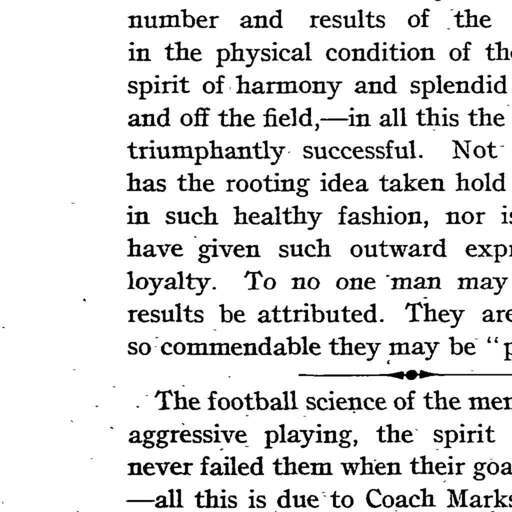 number and results of the
in the physical condition of the
spirit of harmony and splendid
and off the field,—in all this the
triumphantly successful. Not
has the rooting idea taken hold
in such healthy fashion, nor is
have given such outward expr
loyalty. To no one man may
results be attributed. They are
so commendable they may be "p
The football science of the men
aggressive playing, the spirit
never failed them when their goa
—all this is due to Coach Marks